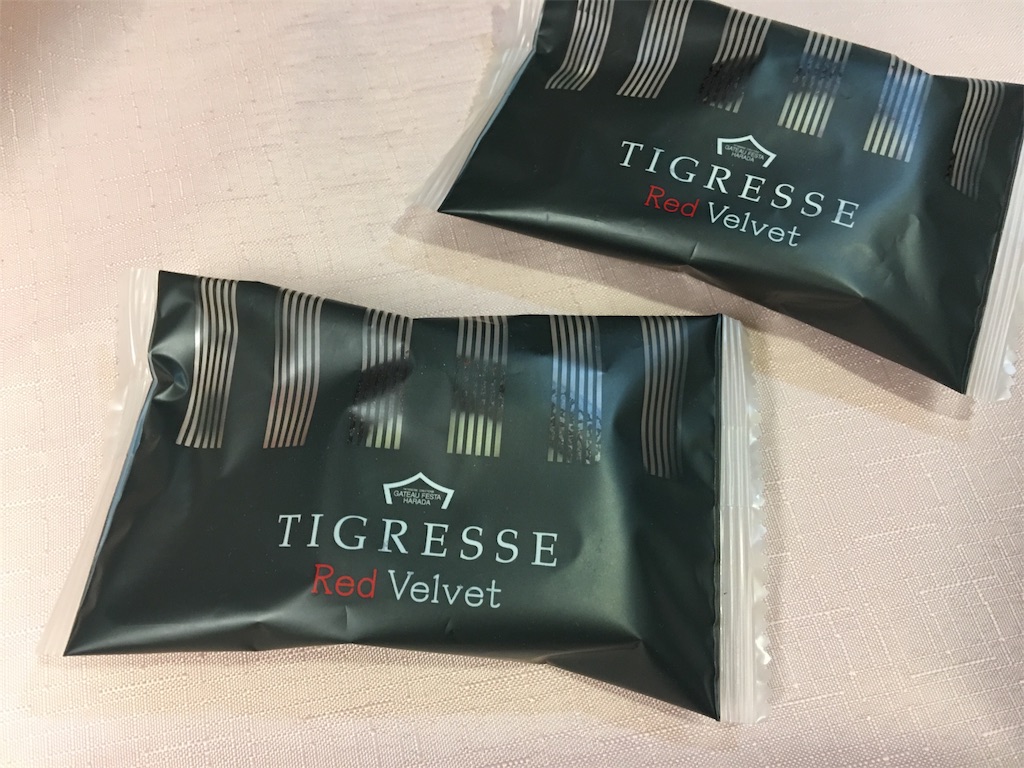 GATEAU FESTA
HARADA
TIGRESSE
Red Velvet
GATEAU FESTA
HARADA
TIGRESSE
Red Velvet